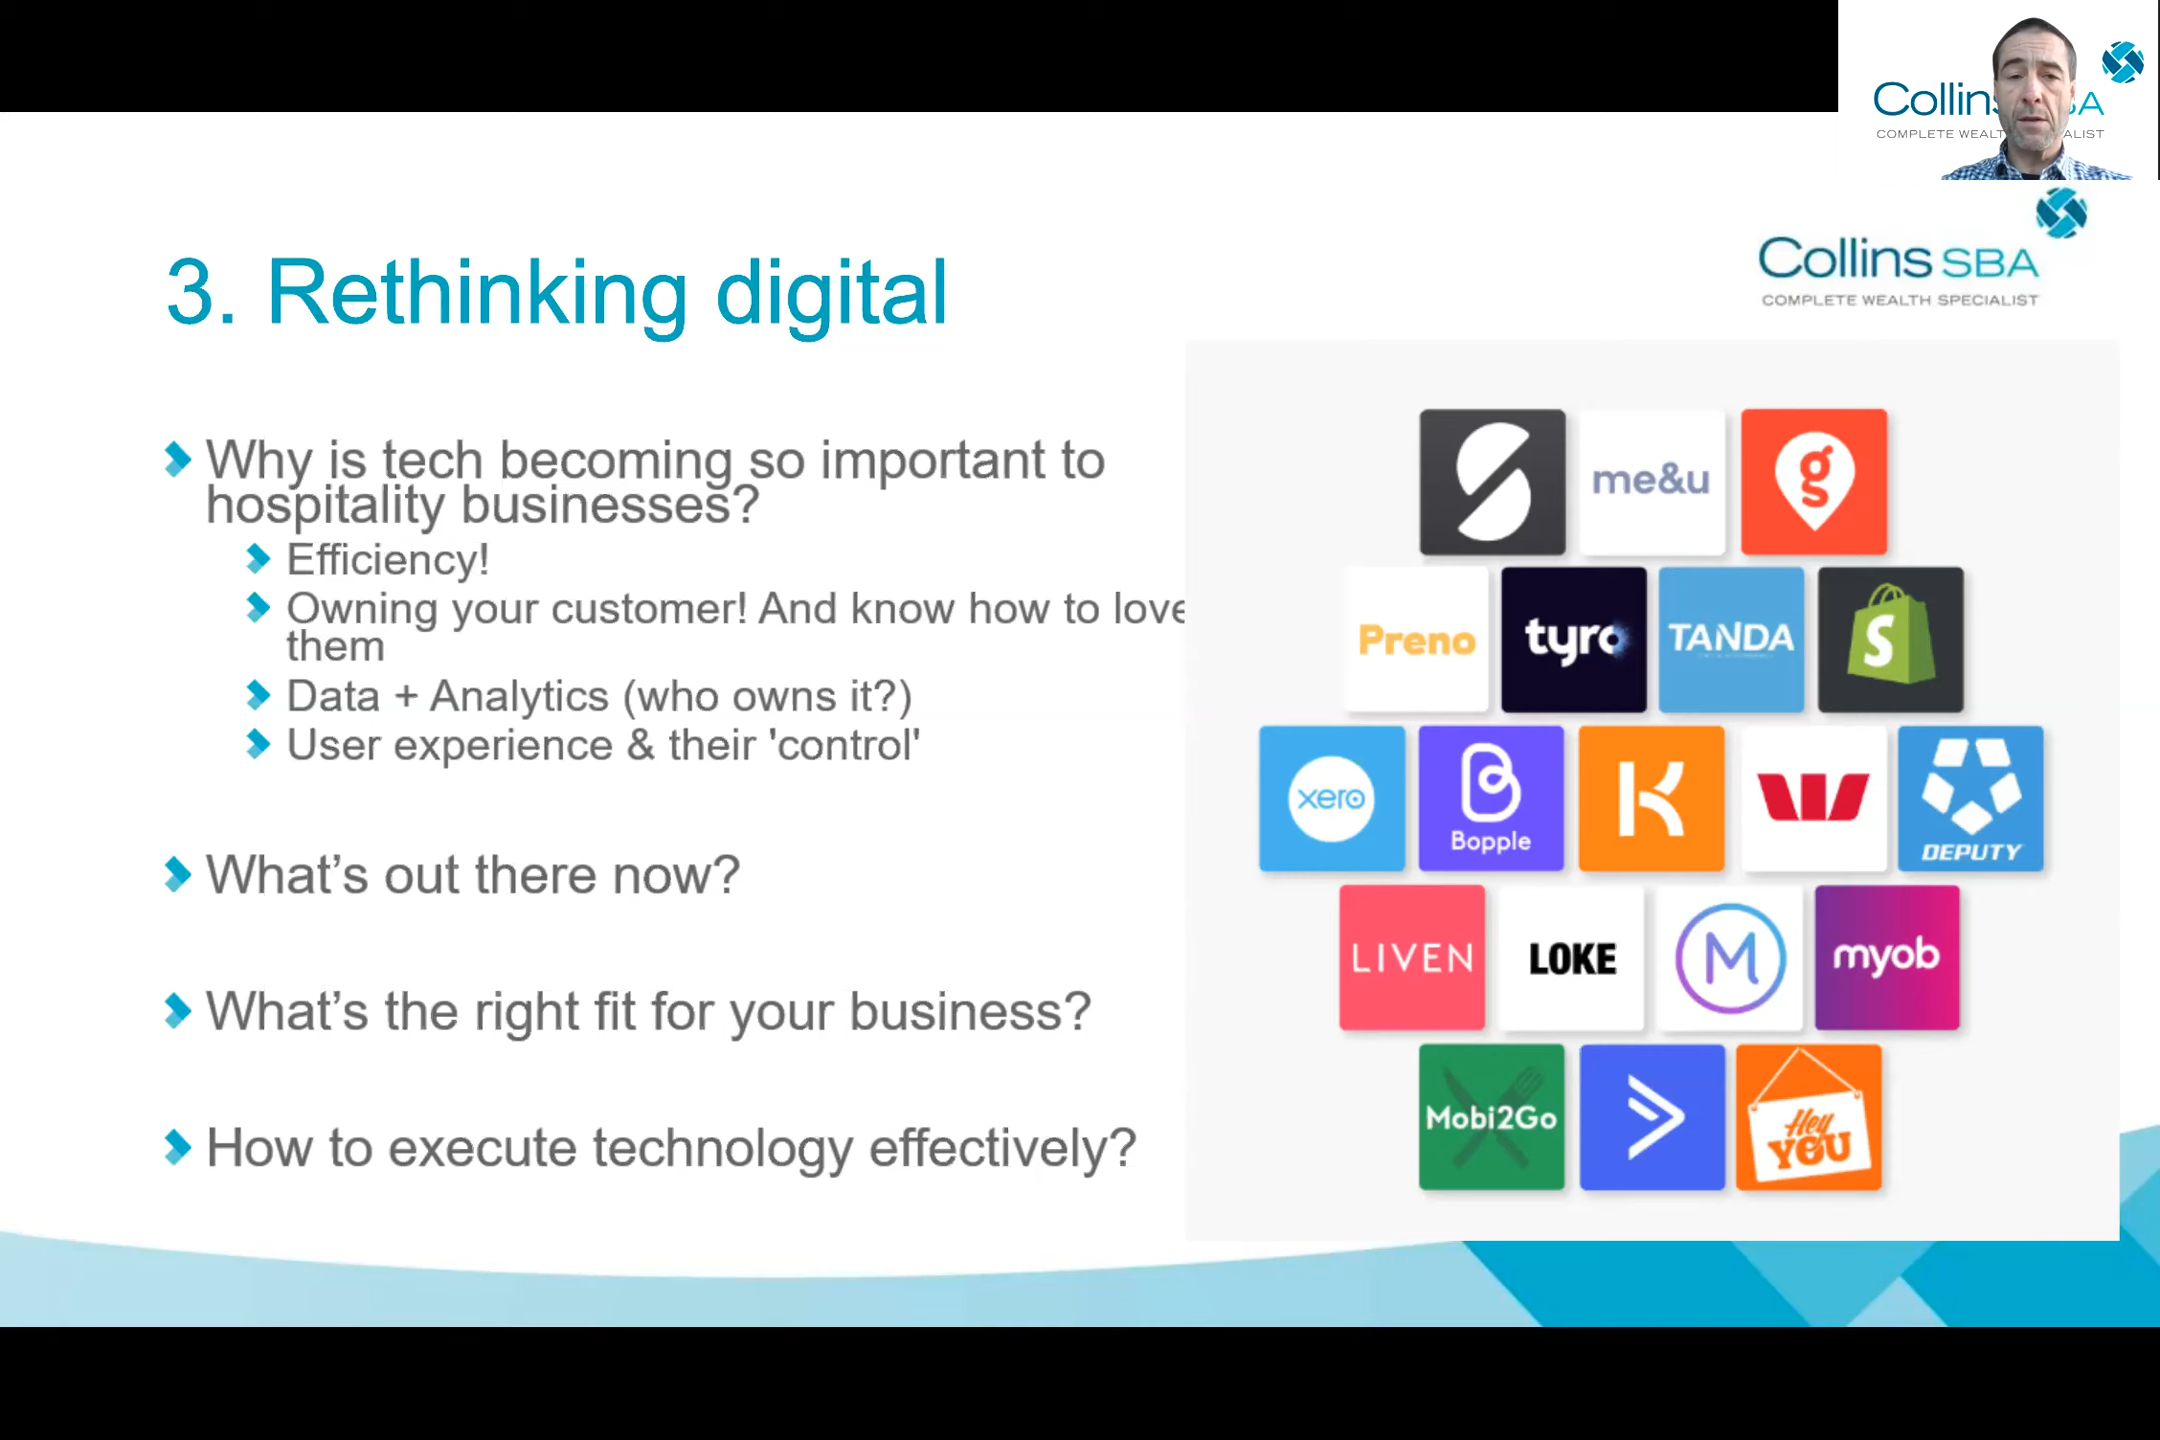 Collins SBA
COMPLETE WEALTH SPECIALIST
3. Rethinking digital
Why is tech becoming so important to
hospitality businesses?
Efficiency!
Owning your customer! And know how to love
them
Data + Analytics (who owns it?)
User experience & their 'control'
What’s out there now?
What’s the right fit for your business?
How to execute technology effectively?
me&u
g
Preno
tyro
TANDA
S
xero
Bopple
K
W
DEPUTY
LIVEN
LOKE
M
myob
Mobi2Go
Hey
YOU